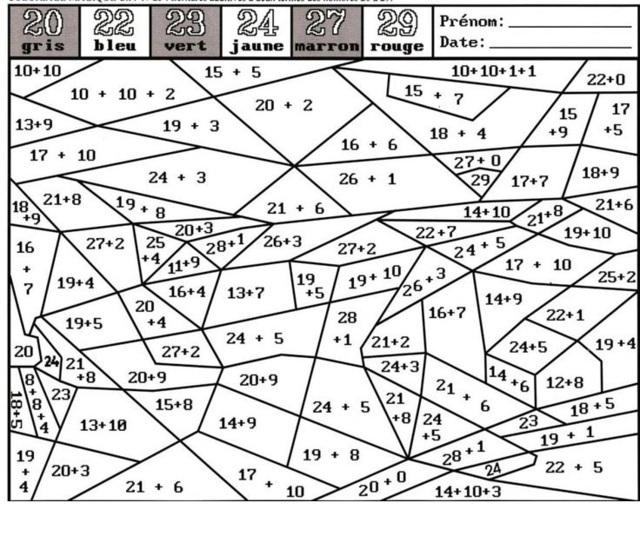 20 22 23 24 27 29 Prénom:
gris bleu vert jaune marron rouge Date:
10+10 15 + 5 10+10+1+1 22+0
10 + 10 + 2 20 + 2 15 + 7 15 +9 17 +5
13+9 19 + 3 16 + 6 18 + 4
17 + 10 27+ 0
24 + 3 26 + 1 29 17+7 18+9
18 +9 21+8 19 + 8 21 + 6 14+10 21+8 21+6
20+3 22+7 19+10
16 + 7 27+2 25 +4 28+1 26+3 27+2 24 + 5
11+9 17 + 10
19+4 16+4 13+7 19 +5 19+ 10 26+3 25+2
20 +4 14+9
19+5 28 +1 16+7 22+1
24 + 5 21+2 24+5 19 +4
20 24 27+2
21 +8 20+9 20+9 24+3 14 +6 12+8
8 + 8 + 4 23 21 + 6
18+5 15+8 24 + 5 21 +8 18 +5
13+10 14+9 24 +5 23
19 + 1
19 + 4 20+3 19 + 8 28 +1
17 + 10 24 22 + 5
21 + 6 20 +0 14+10+3